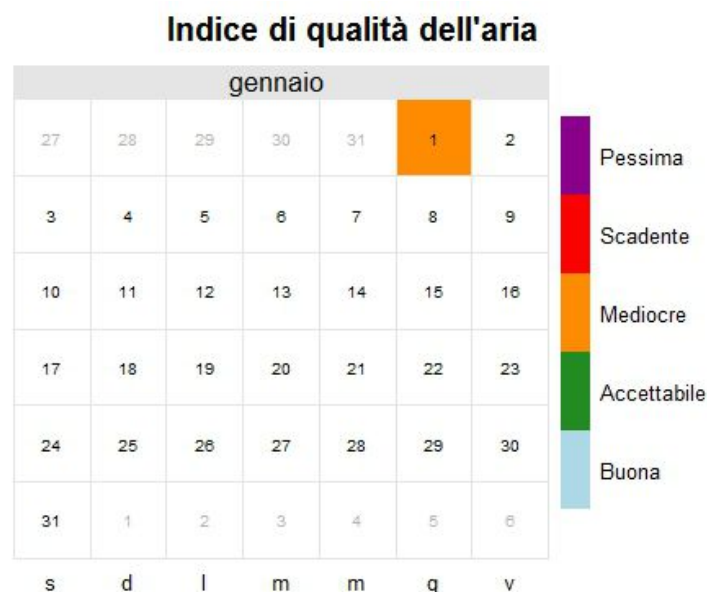 Indice di qualità dell'aria
gennaio
27 28 29 30 31 1 2
3 4 5 6 7 8 9
10 11 12 13 14 15 16
17 18 19 20 21 22 23
24 25 26 27 28 29 30
31 1 2 3 4 5 6
s d l m m g v
Pessima
Scadente
Mediocre
Accettabile
Buona